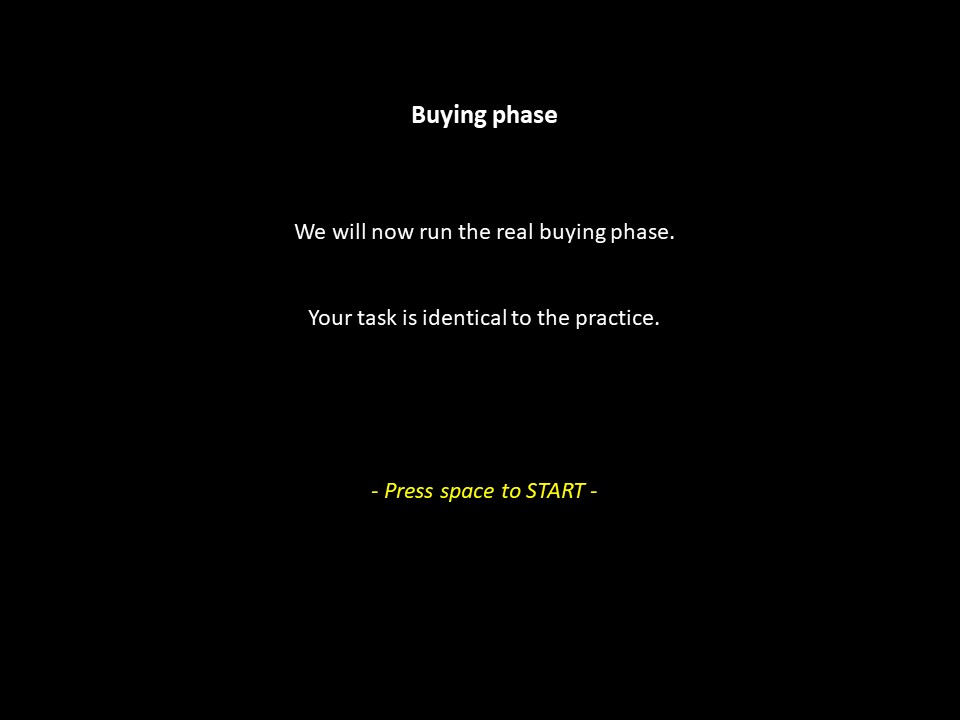 Buying phase
We will now run the real buying phase.
Your task is identical to the practice.
- Press space to START -